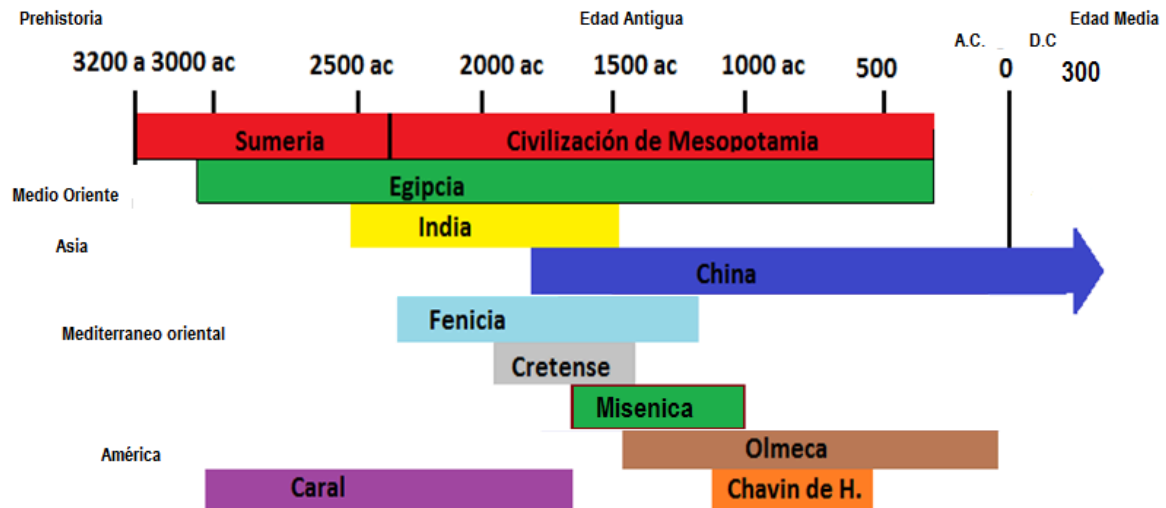 Prehistoria Edad Antigua Edad Media
A.C. D.C
3200 a 3000 ac 2500 ac 2000 ac 1500 ac 1000 ac 500 0 300
Sumeria Civilización de Mesopotamia
Egipcia
Medio Oriente
India
Asia
China
Fenicia
Mediterraneo oriental
Cretense
Misenica
Olmeca
América
Caral Chavin de H.